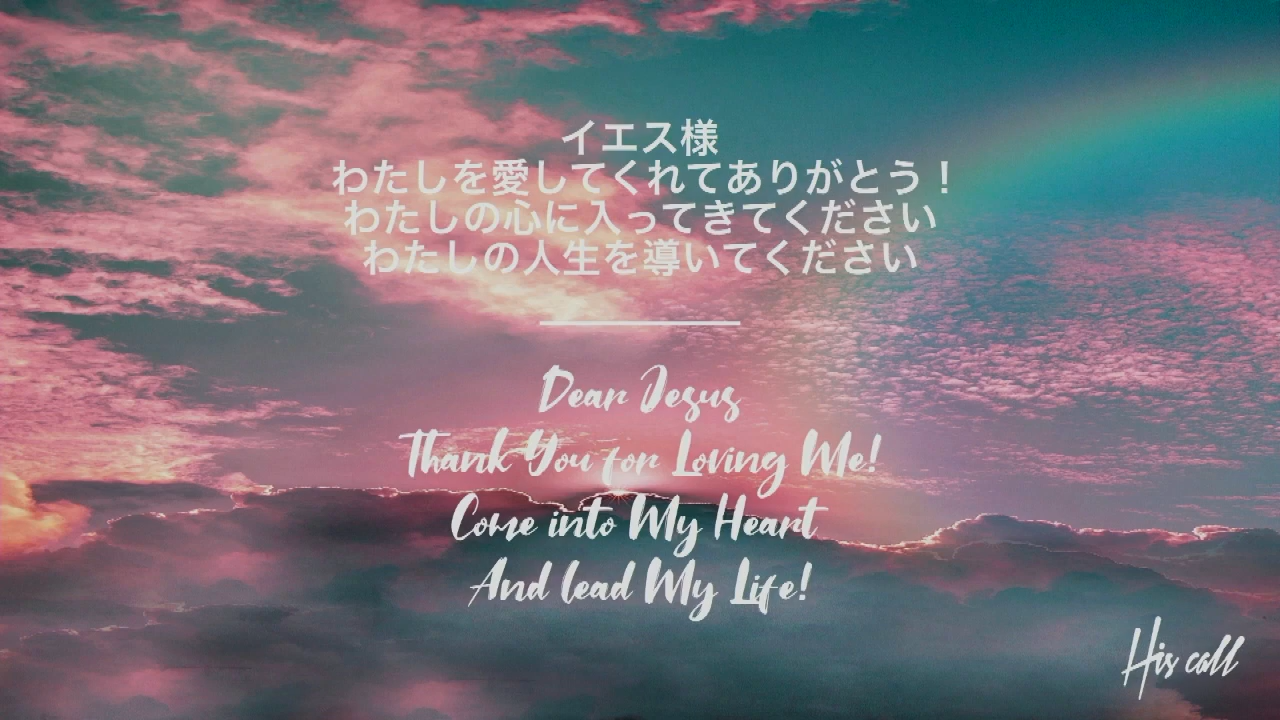 イエス様
わたしを愛してくれてありがとう！
わたしの心に入ってきてください
わたしの人生を導いてください
Dear Jesus
Thank You for Loving Me!
Come into My Heart
And lead My Life!
His call